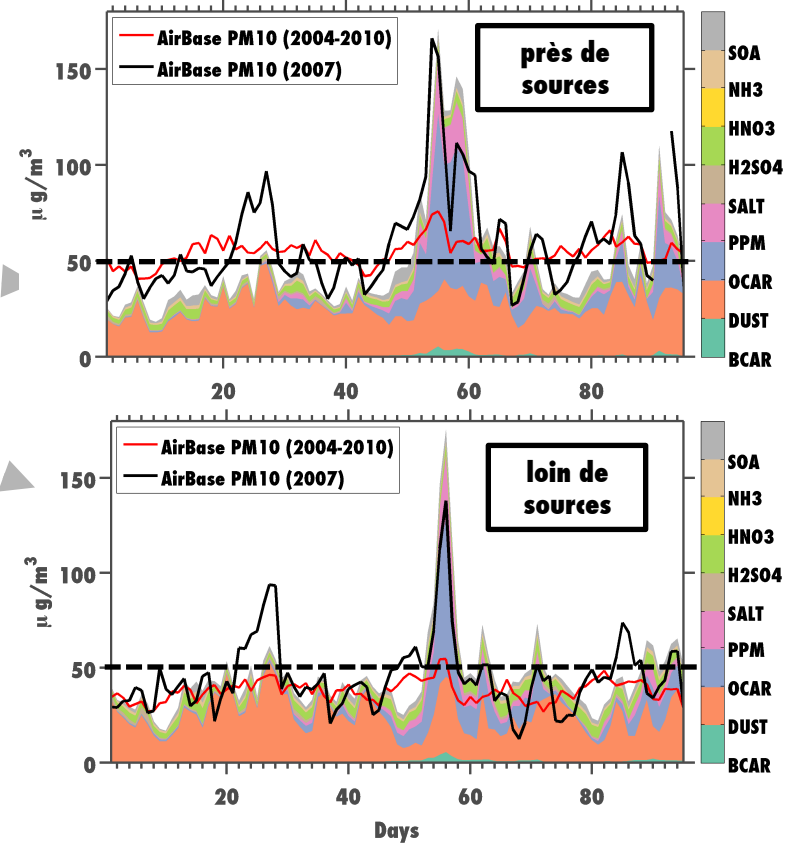 AirBase PM10 (2004-2010)
AirBase PM10 (2007)
près de
sources
150
100
50
0
μ g/m3
20
40
60
80
SOA
NH3
HNO3
H2SO4
SALT
PPM
OCAR
DUST
BCAR
AirBase PM10 (2004-2010)
AirBase PM10 (2007)
loin de
sources
150
100
50
0
μ g/m3
20
40
60
80
Days
SOA
NH3
HNO3
H2SO4
SALT
PPM
OCAR
DUST
BCAR